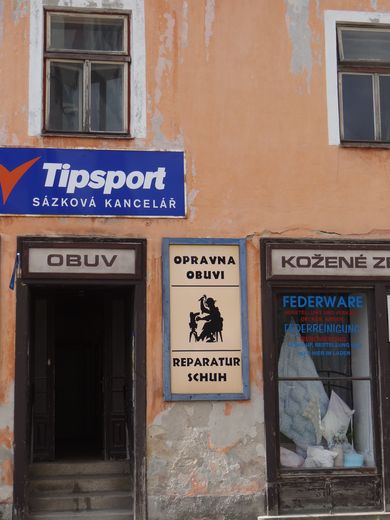 Tipsport
SÁZKOVÁ KANCELÁŘ
OBUV
OPRAVNA
OBUVI
REPARATUR
SCHUH
KOŽENÉ
FEDERWARE
FEDERREINIGUNG